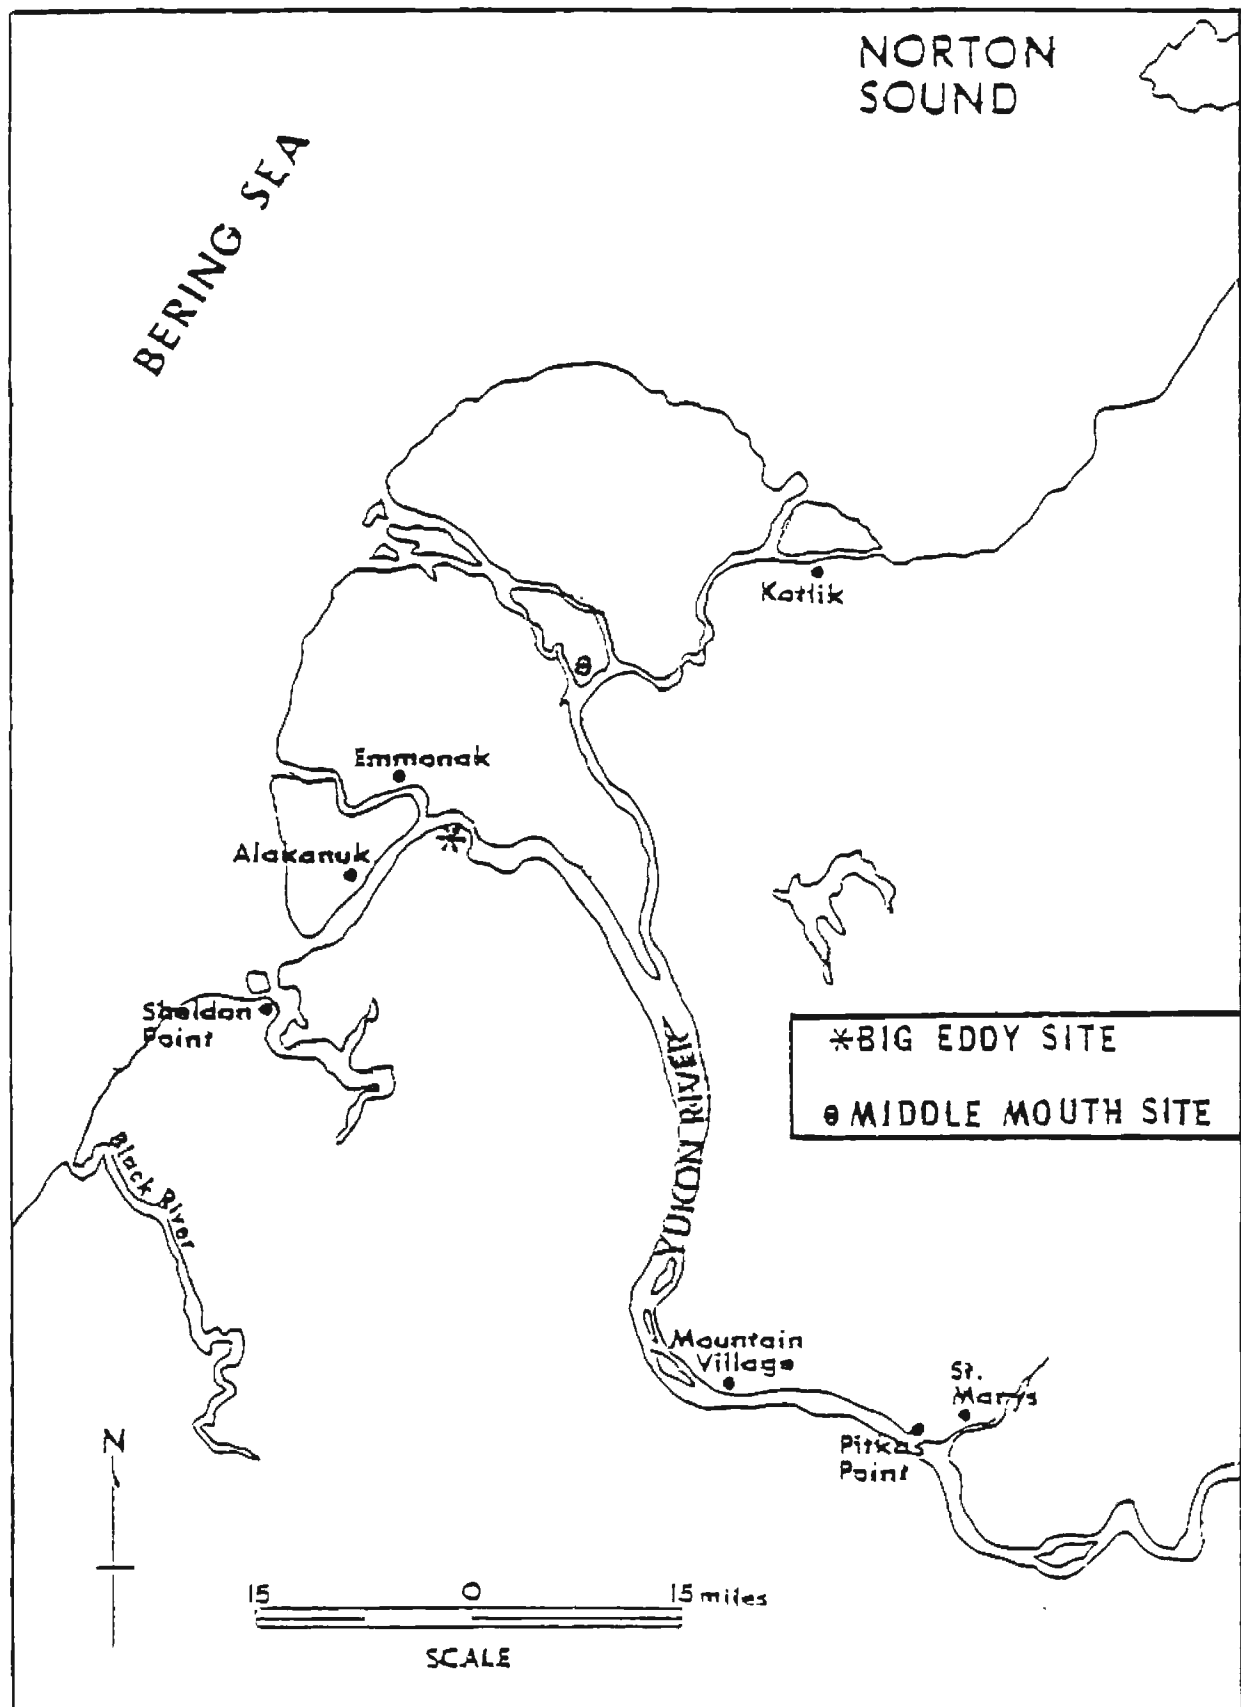 NORTON
SOUND
BERING SEA
Kotlik
Emmonak
Alakanuk
Sheldon
Point
*BIG EDDY SITE
θ MIDDLE MOUTH SITE
YUKON RIVER
Black River
Mountain
Village
St.
Marys
Pitkas
Point
N
15 0 15 miles
SCALE